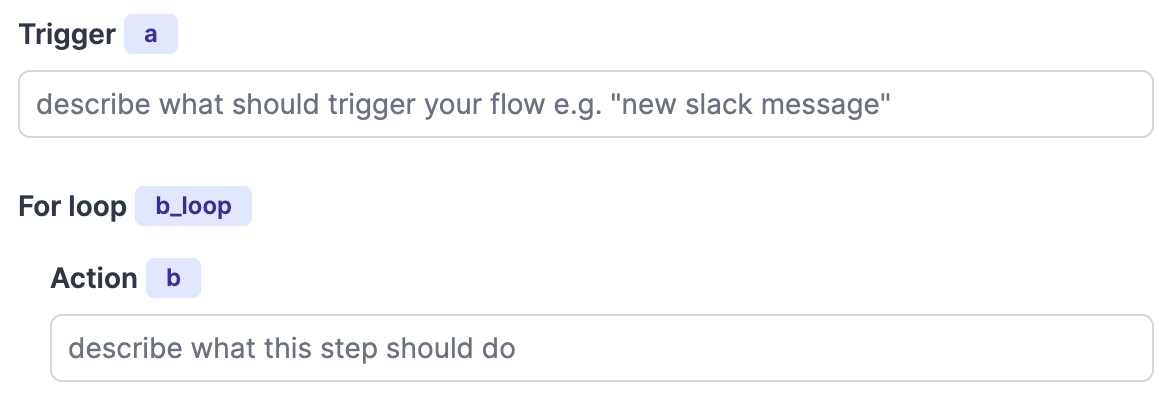 Trigger a
describe what should trigger your flow e.g. "new slack message"
For loop b_loop
Action b
describe what this step should do